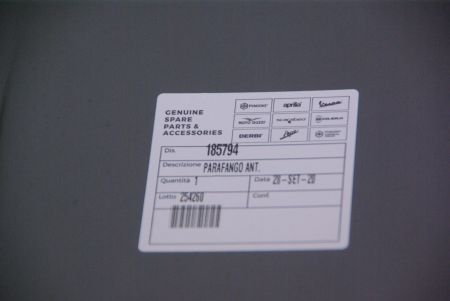 GENUINE
SPARE
PARTS &
ACCESSORIES
PIAGGIO aprilia Vespa
MOTO GUZZI
DERBI
Dis. 185794
Descrizione PARAFANGO ANT.
Quantità 1 Data 28-SET-20
Lotto 254260 Conf.